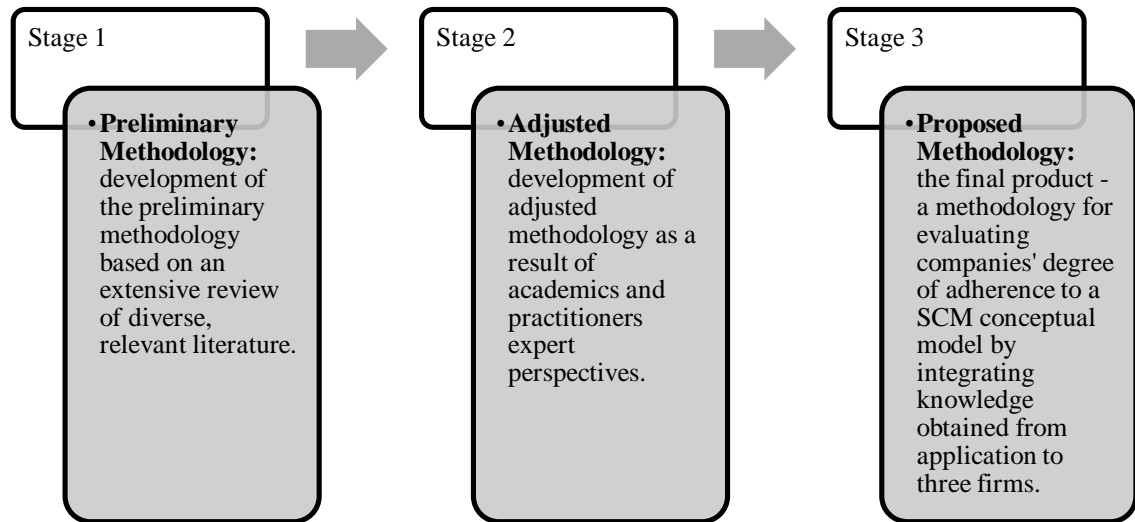 Stage 1
•Preliminary
Methodology:
development of
the preliminary
methodology
based on an
extensive review
of diverse,
relevant literature.
Stage 2
•Adjusted
Methodology:
development of
adjusted
methodology as a
result of
academics and
practitioners
expert
perspectives.
Stage 3
•Proposed
Methodology:
the final product -
a methodology for
evaluating
companies' degree
of adherence to a
SCM conceptual
model by
integrating
knowledge
obtained from
application to
three firms.